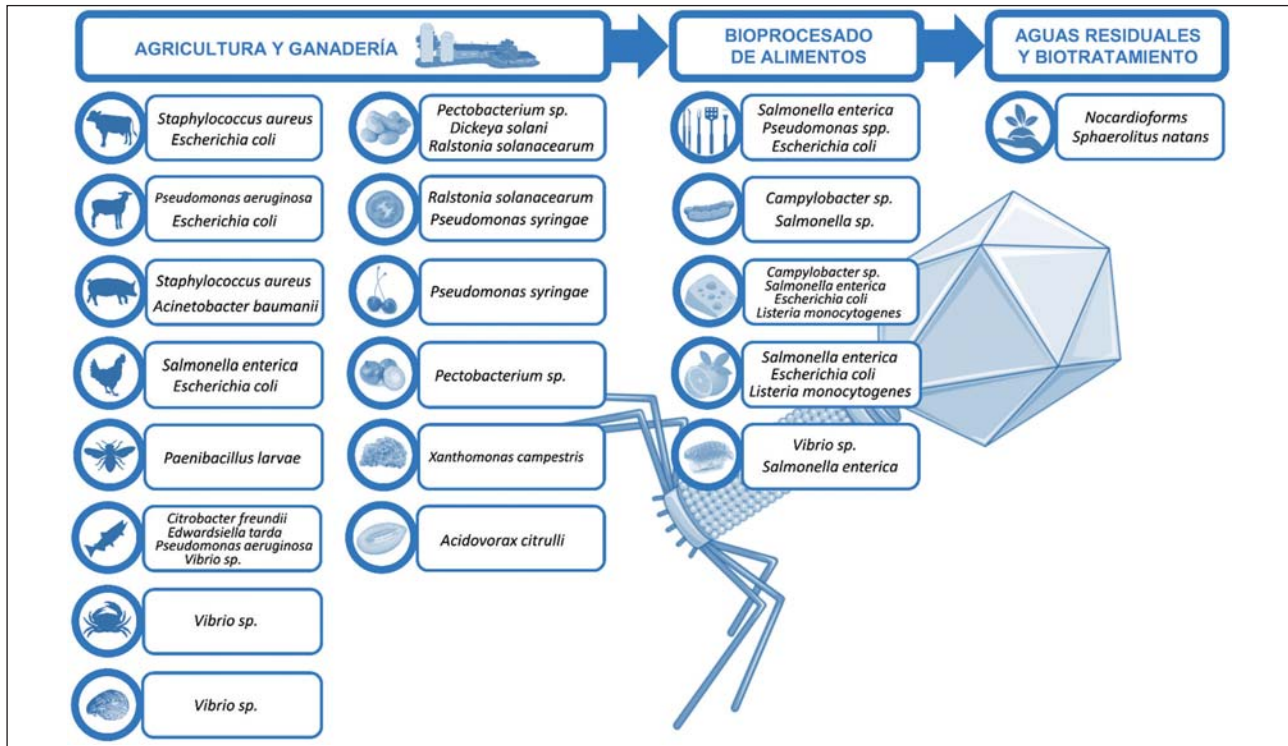 AGRICULTURA Y GANADERÍA
BIOPROCESADO
DE ALIMENTOS
AGUAS RESIDUALES
Y BIOTRATAMIENTO
Staphylococcus aureus
Escherichia coli
Pseudomonas aeruginosa
Escherichia coli
Staphylococcus aureus
Acinetobacter baumanii
Salmonella enterica
Escherichia coli
Paenibacillus larvae
Citrobacter freundii
Edwardsiella tarda
Pseudomonas aeruginosa
Vibrio sp.
Vibrio sp.
Vibrio sp.
Pectobacterium sp.
Dickeya solani
Ralstonia solanacearum
Ralstonia solanacearum
Pseudomonas syringae
Pseudomonas syringae
Pectobacterium sp.
Xanthomonas campestris
Acidovorax citrulli
Salmonella enterica
Pseudomonas spp.
Escherichia coli
Campylobacter sp.
Salmonella sp.
Campylobacter sp.
Salmonella enterica
Escherichia coli
Listeria monocytogenes
Salmonella enterica
Escherichia coli
Listeria monocytogenes
Vibrio sp.
Salmonella enterica
Nocardioforms
Sphaerolitus natans